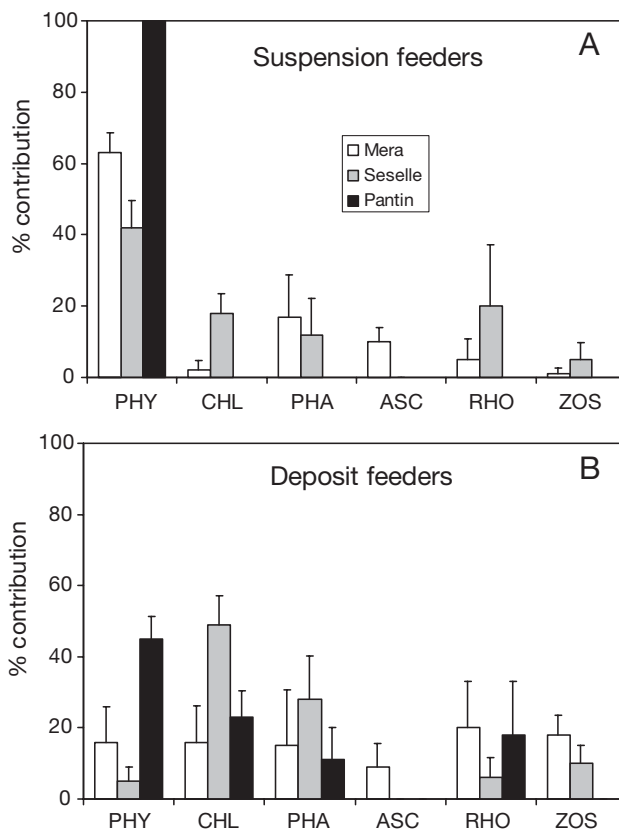 A
Suspension feeders
% contribution
100
80
60
40
20
0
Mera
Seselle
Pantin
PHY CHL PHA ASC RHO ZOS
B
Deposit feeders
% contribution
100
80
60
40
20
0
PHY CHL PHA ASC RHO ZOS